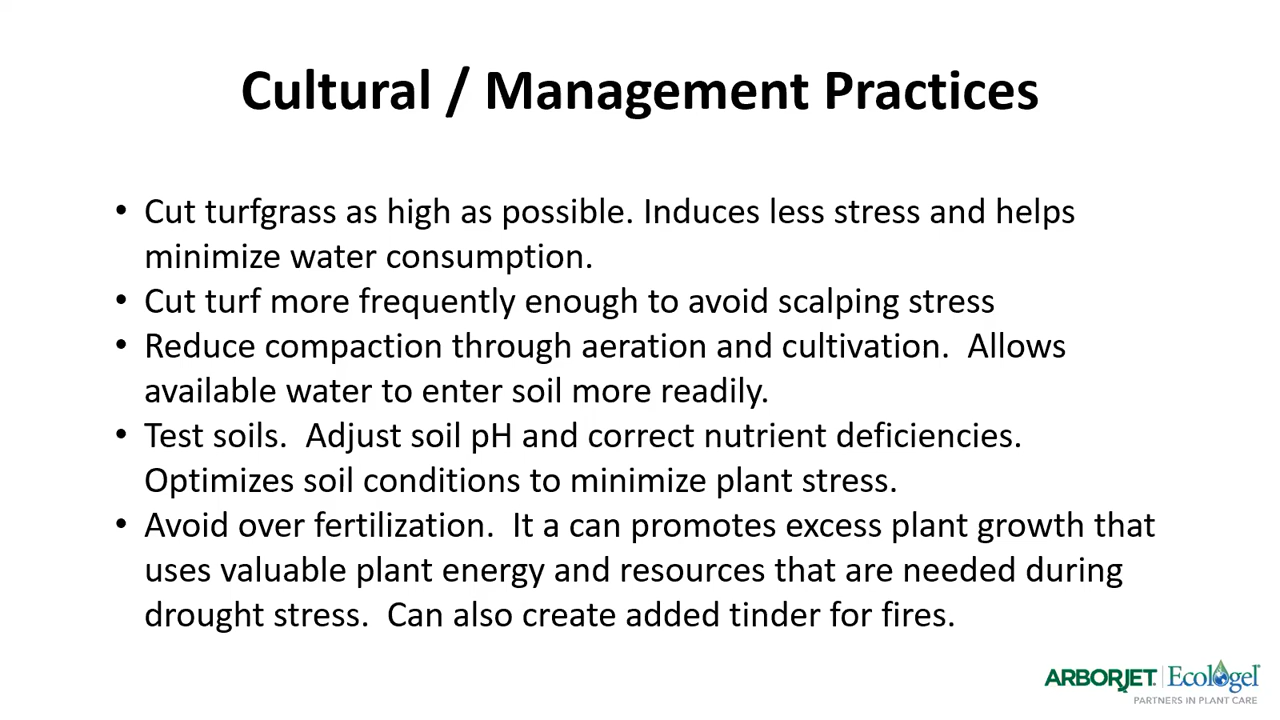 Cultural / Management Practices
• Cut turfgrass as high as possible. Induces less stress and helps
minimize water consumption.
• Cut turf more frequently enough to avoid scalping stress
• Reduce compaction through aeration and cultivation.  Allows
available water to enter soil more readily.
• Test soils.  Adjust soil pH and correct nutrient deficiencies.
Optimizes soil conditions to minimize plant stress.
• Avoid over fertilization.  It a can promotes excess plant growth that
uses valuable plant energy and resources that are needed during
drought stress.  Can also create added tinder for fires.
ARBORJET Ecologel
PARTNERS IN PLANT CARE